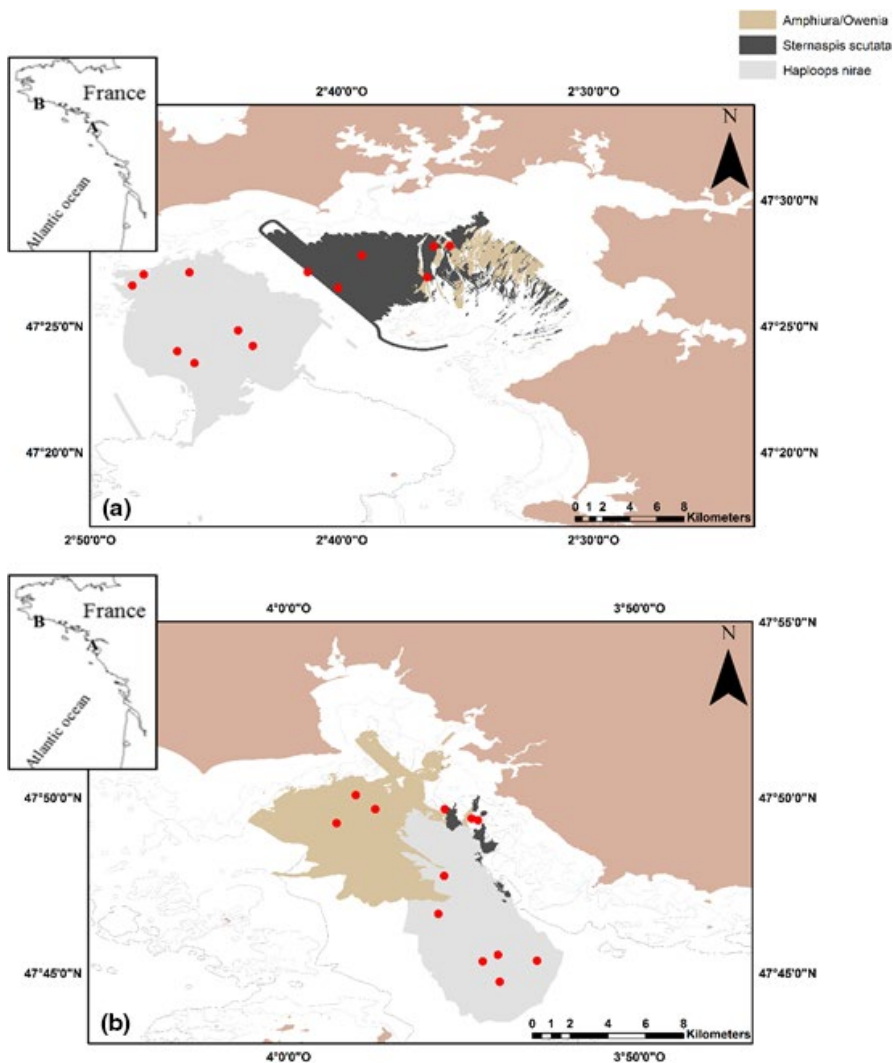 Amphiura/Owenia
Sternaspis scutata
Haploops nirae
France
B
A
Atlantic ocean
2°40'0"O
2°30'0"O
N
47°30'0"N
47°30'0"N
47°25'0"N
47°25'0"N
47°20'0"N
47°20'0"N
(a)
0 1 2 4 6 8
Kilometers
2°50'0"O
2°40'0"O
2°30'0"O
France
B
A
Atlantic ocean
4°0'0"O
3°50'0"O
47°55'0"N
N
47°50'0"N
47°50'0"N
47°45'0"N
47°45'0"N
(b)
0 1 2 4 6 8
Kilometers
4°0'0"O
3°50'0"O